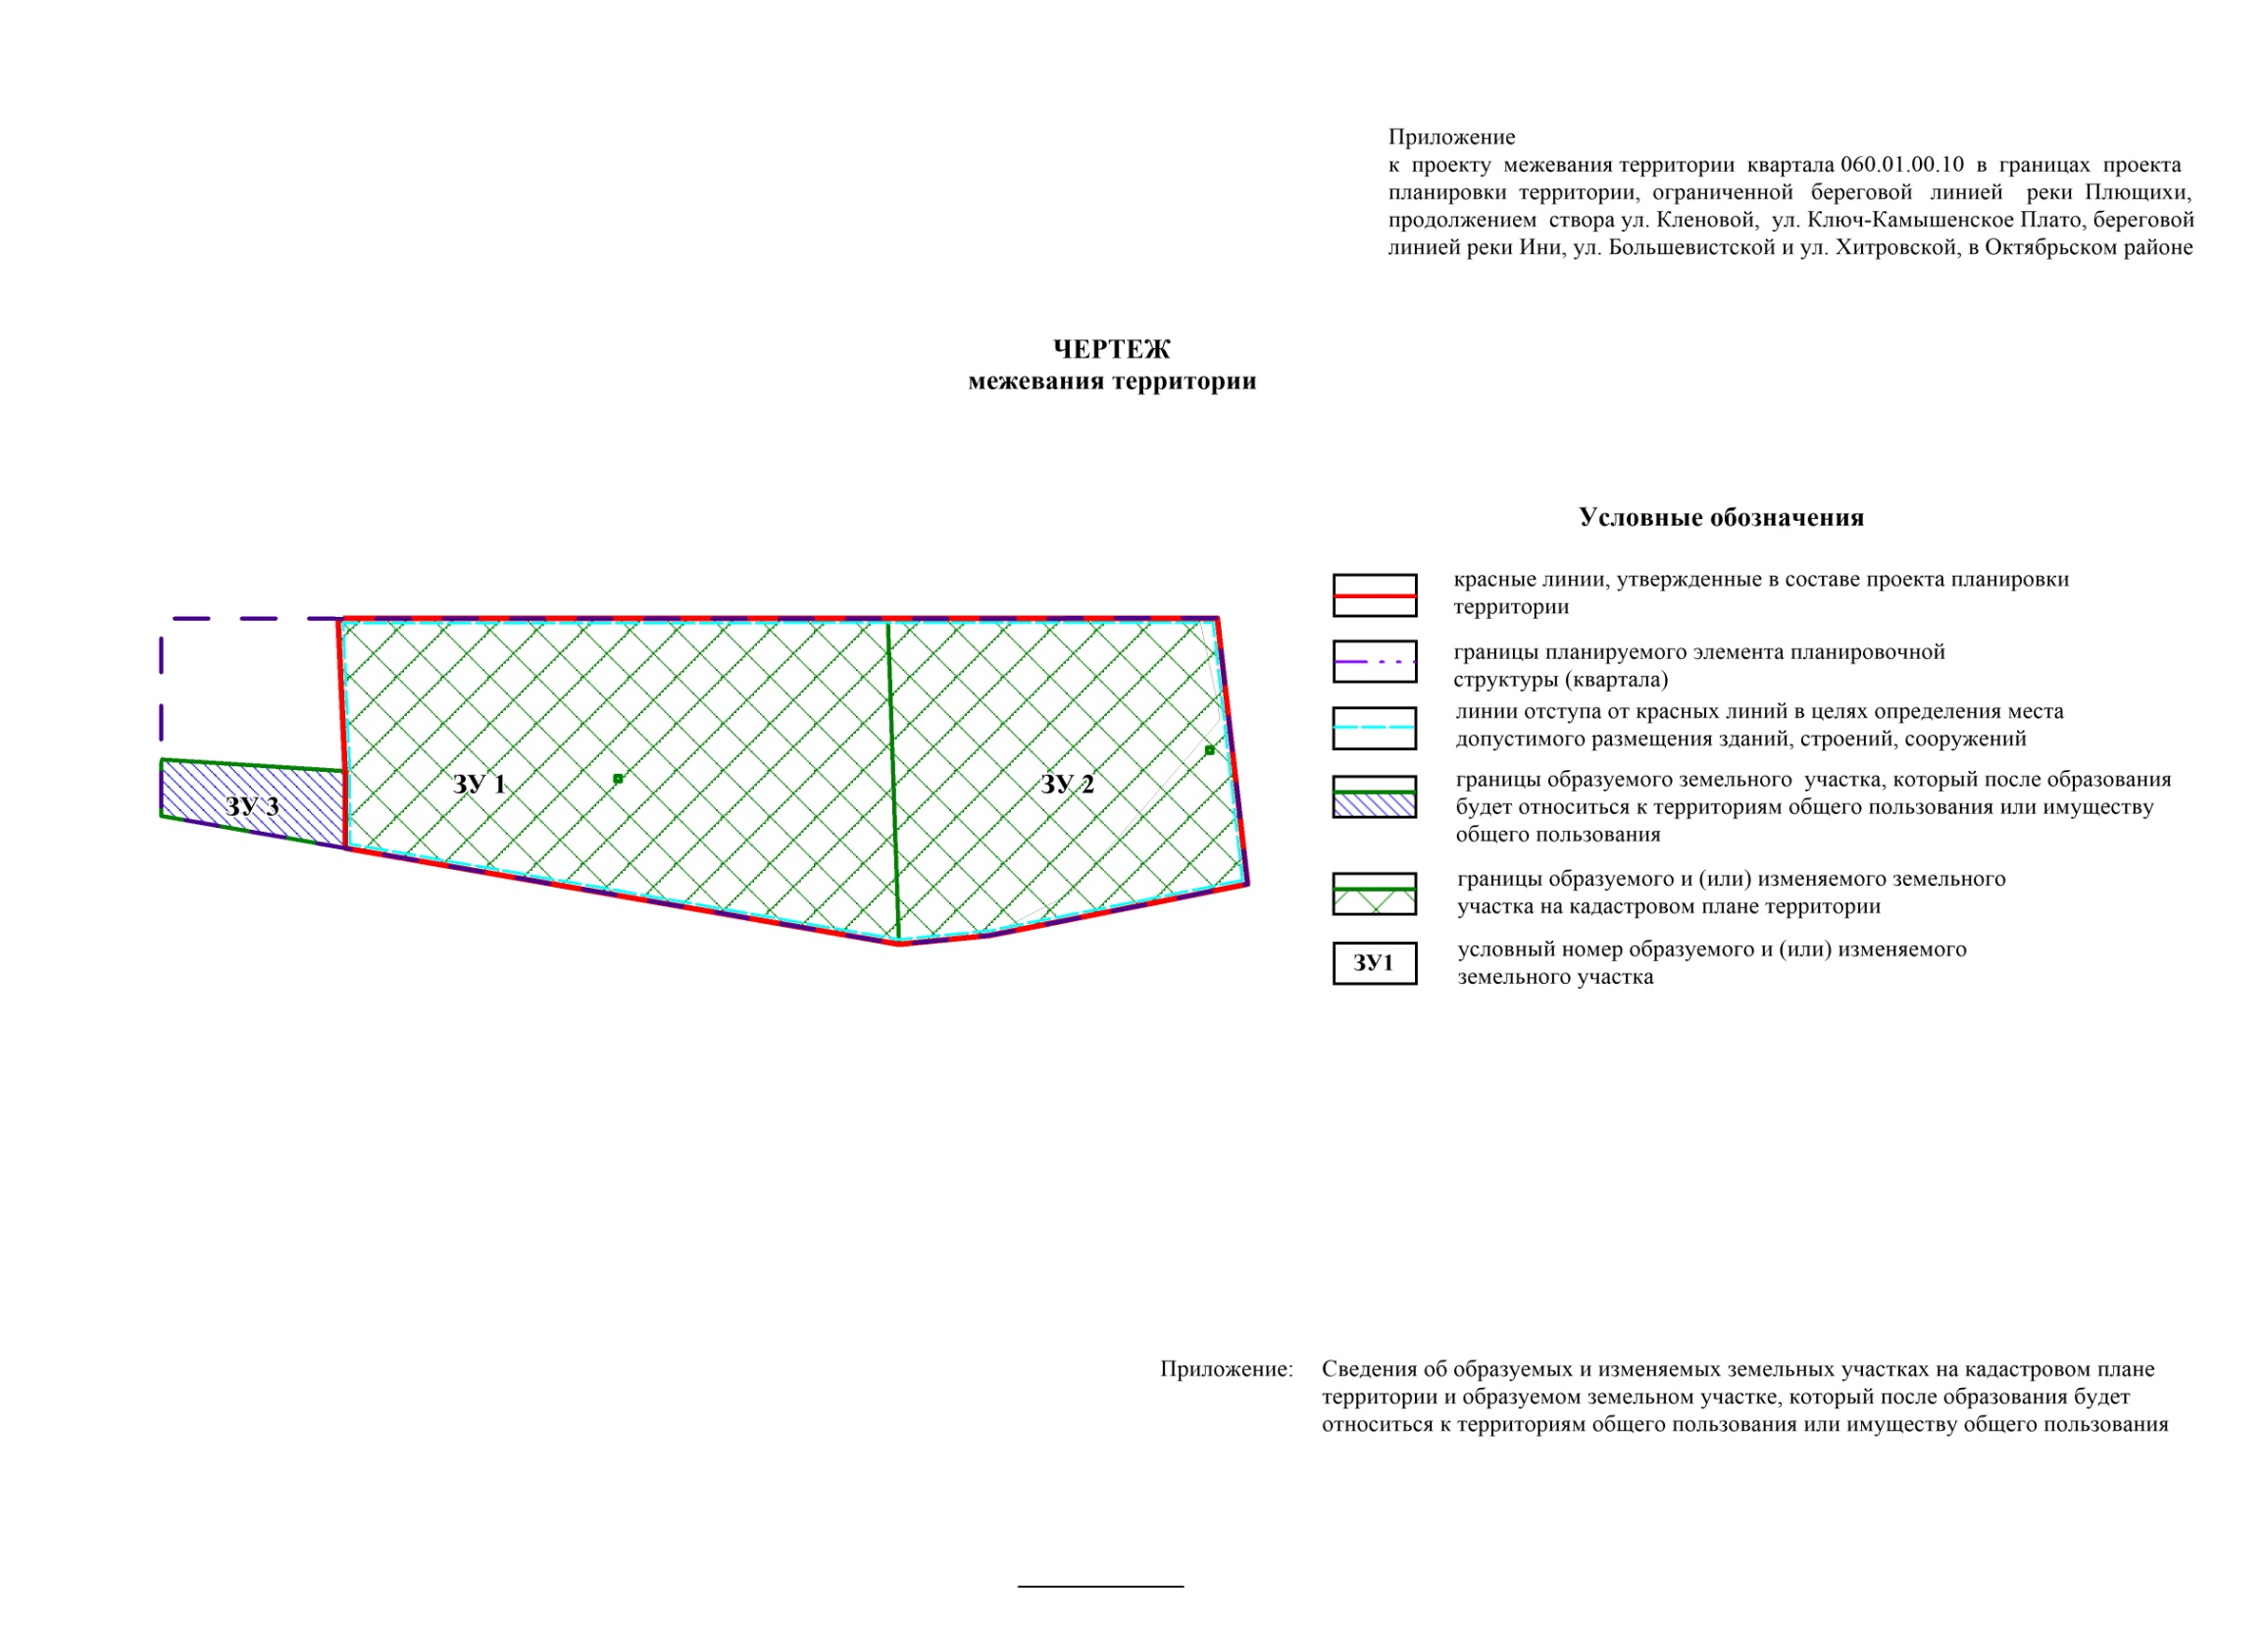 Приложение
к проекту межевания территории квартала 060.01.00.10 в границах проекта
планировки территории, ограниченной береговой линией реки Плющихи,
продолжением створа ул. Кленовой, ул. Ключ-Камышенское Плато, береговой
линией реки Ини, ул. Большевистской и ул. Хитровской, в Октябрьском районе
ЧЕРТЕЖ
межевания территории
Условные обозначения
красные линии, утвержденные в составе проекта планировки
территории
границы планируемого элемента планировочной
структуры (квартала)
линии отступа от красных линий в целях определения места
допустимого размещения зданий, строений, сооружений
границы образуемого земельного участка, который после образования
будет относиться к территориям общего пользования или имуществу
общего пользования
границы образуемого и (или) изменяемого земельного
участка на кадастровом плане территории
ЗУ1
условный номер образуемого и (или) изменяемого
земельного участка
ЗУ 1
ЗУ 2
ЗУ 3
Приложение: Сведения об образуемых и изменяемых земельных участках на кадастровом плане
территории и образуемом земельном участке, который после образования будет
относиться к территориям общего пользования или имуществу общего пользования